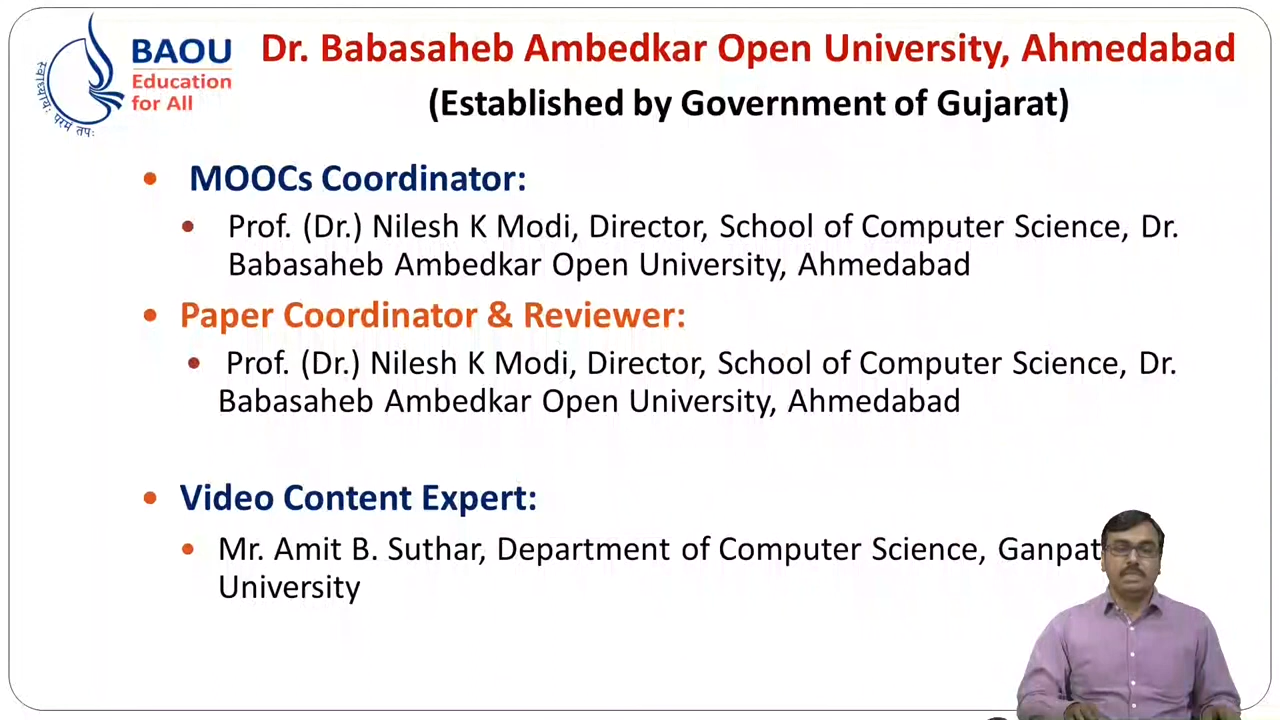 BAOU
Education
for All
स्वाध्यायः परमं तपः
Dr. Babasaheb Ambedkar Open University, Ahmedabad
(Established by Government of Gujarat)
• MOOCs Coordinator:
• Prof. (Dr.) Nilesh K Modi, Director, School of Computer Science, Dr.
Babasaheb Ambedkar Open University, Ahmedabad
• Paper Coordinator & Reviewer:
• Prof. (Dr.) Nilesh K Modi, Director, School of Computer Science, Dr.
Babasaheb Ambedkar Open University, Ahmedabad
• Video Content Expert:
• Mr. Amit B. Suthar, Department of Computer Science, Ganpat
University